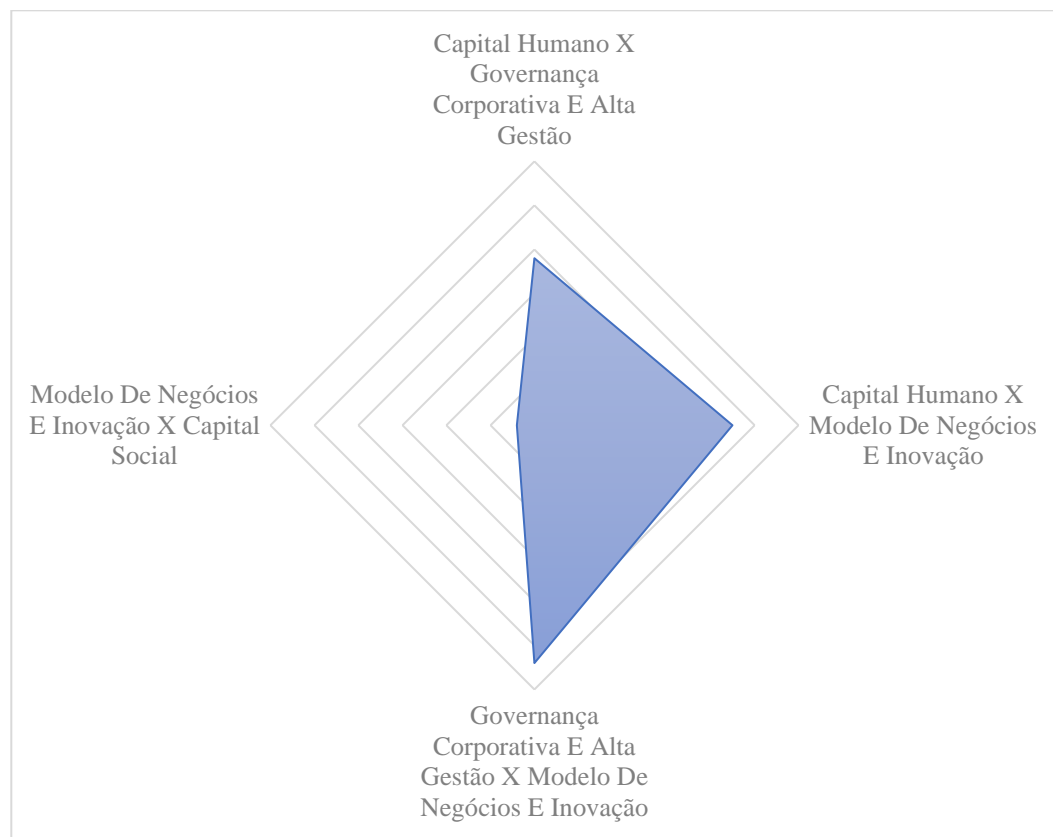 Capital Humano X
Governança
Corporativa E Alta
Gestão
Modelo De Negócios
E Inovação X Capital
Social
Capital Humano X
Modelo De Negócios
E Inovação
Governança
Corporativa E Alta
Gestão X Modelo De
Negócios E Inovação